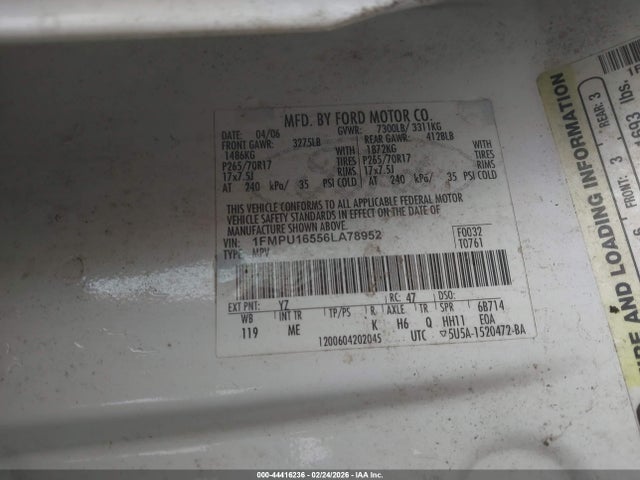 MFD. BY FORD MOTOR CO.
DATE: 04/06 GVWR: 7300LB/ 3311KG
FRONT GAWR: 3275LB REAR GAWR: 4128LB
1486KG WITH 1872KG WITH
P265/70R17 TIRES P265/70R17 TIRES
17x7.5J RIMS 17x7.5J RIMS
AT 240 kPa/ 35 PSI COLD AT 240 kPa/ 35 PSI COLD
THIS VEHICLE CONFORMS TO ALL APPLICABLE FEDERAL MOTOR
VEHICLE SAFETY STANDARDS IN EFFECT ON THE DATE OF
MANUFACTURE SHOWN ABOVE.
VIN: 1FMPU16556LA78952 F0032
TYPE: MPV T0761
EXT PNT: YZ RC: 47 DSO:
WB INT TR TP/PS R AXLE TR SPR 6B714
119 ME K H6 Q HH11 E0A
1200604202045 UTC 5U5A-1520472-BA
TIRE AND LOADING INFORMATION
FRONT: 3 REAR: 3
lbs.
000-44416236 - 02/24/2026 - IAA Inc.